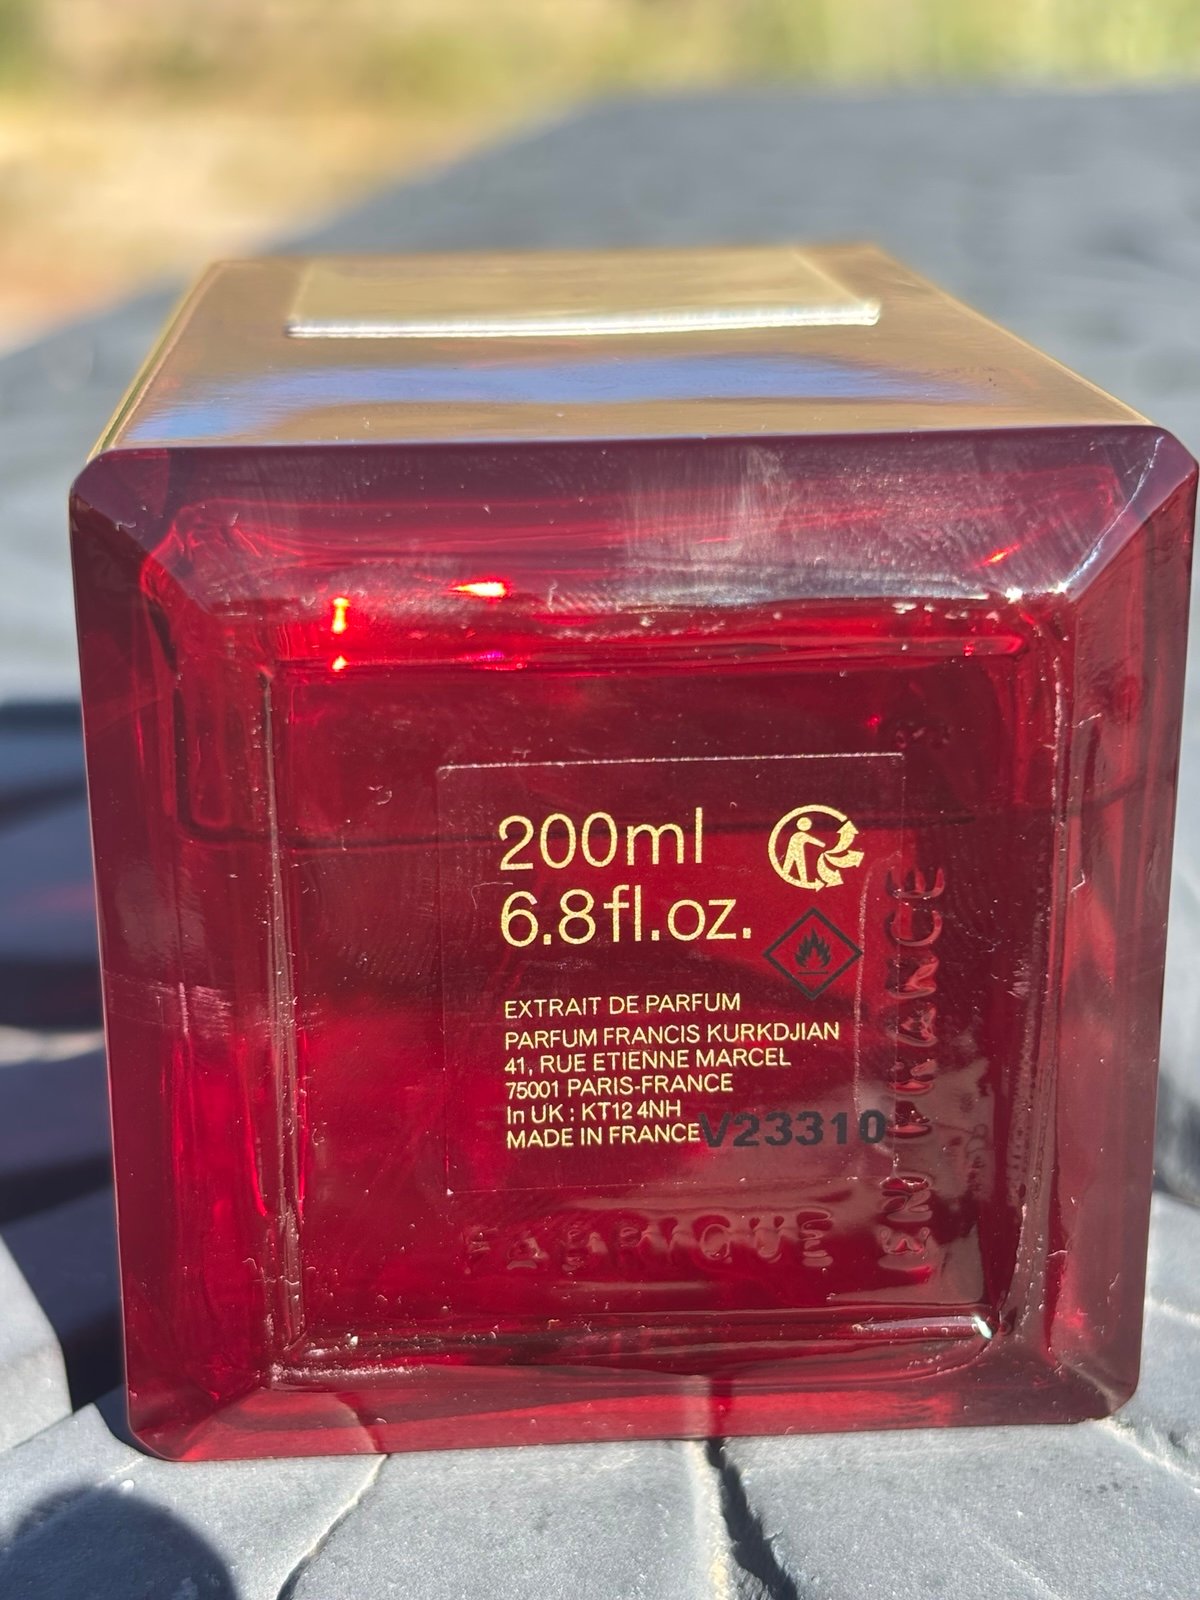 200ml
6.8fl.oz.
EXTRAIT DE PARFUM
PARFUM FRANCIS KURKDJIAN
41, RUE ETIENNE MARCEL
75001 PARIS-FRANCE
In UK : KT12 4NH
MADE IN FRANCE V23310
FABRIQUE
EN FRANCE